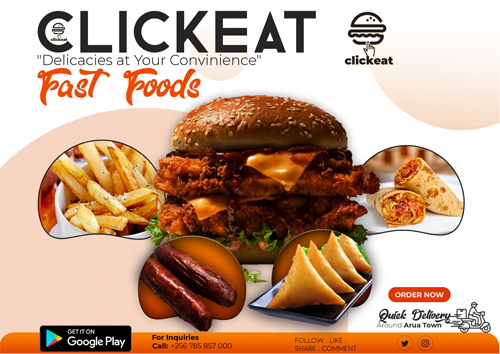 CLICKEAT
clickeat
"Delicacies at Your Convinience"
clickeat
Fast Foods
ORDER NOW
Quick Delivery
Around Arua Town
GET IT ON
Google Play
For Inquiries
Call: +256 785 857 000
FOLLOW . LIKE .
SHARE . COMMENT